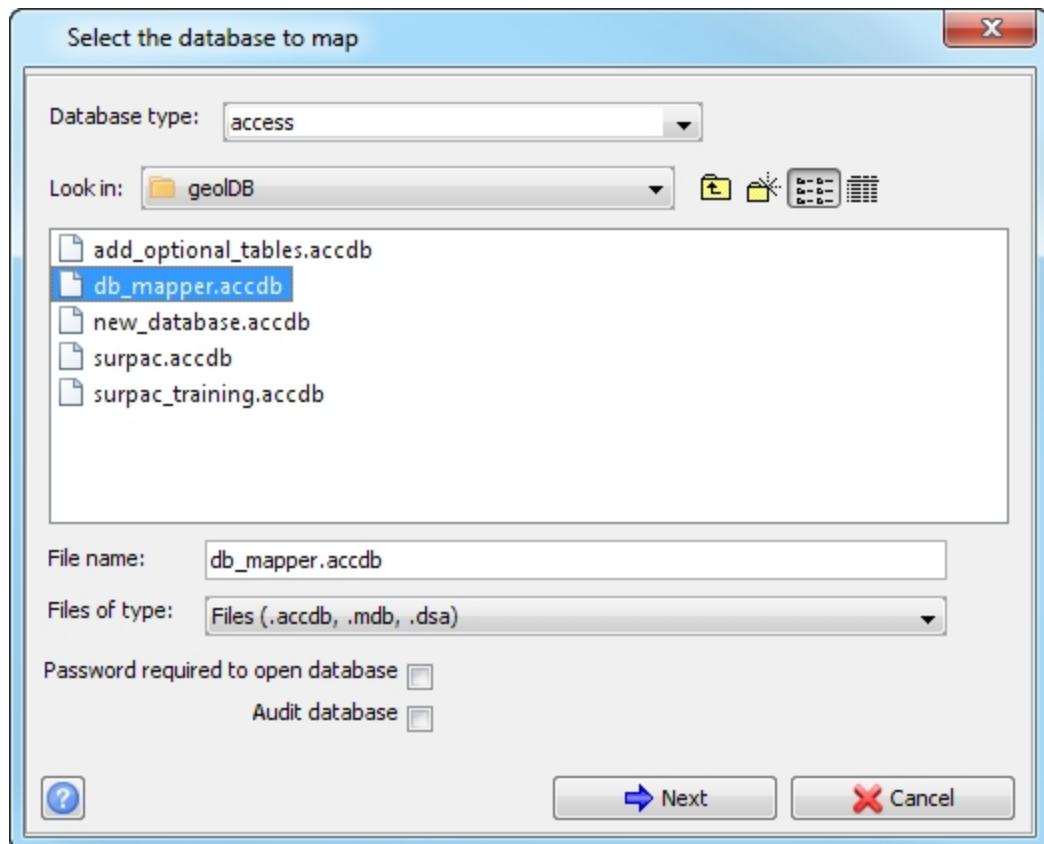 Select the database to map
Database type: access
Look in: geolDB
add_optional_tables.accdb
db_mapper.accdb
new_database.accdb
surpac.accdb
surpac_training.accdb
File name: db_mapper.accdb
Files of type: Files (.accdb, .mdb, .dsa)
Password required to open database
Audit database
? Next Cancel